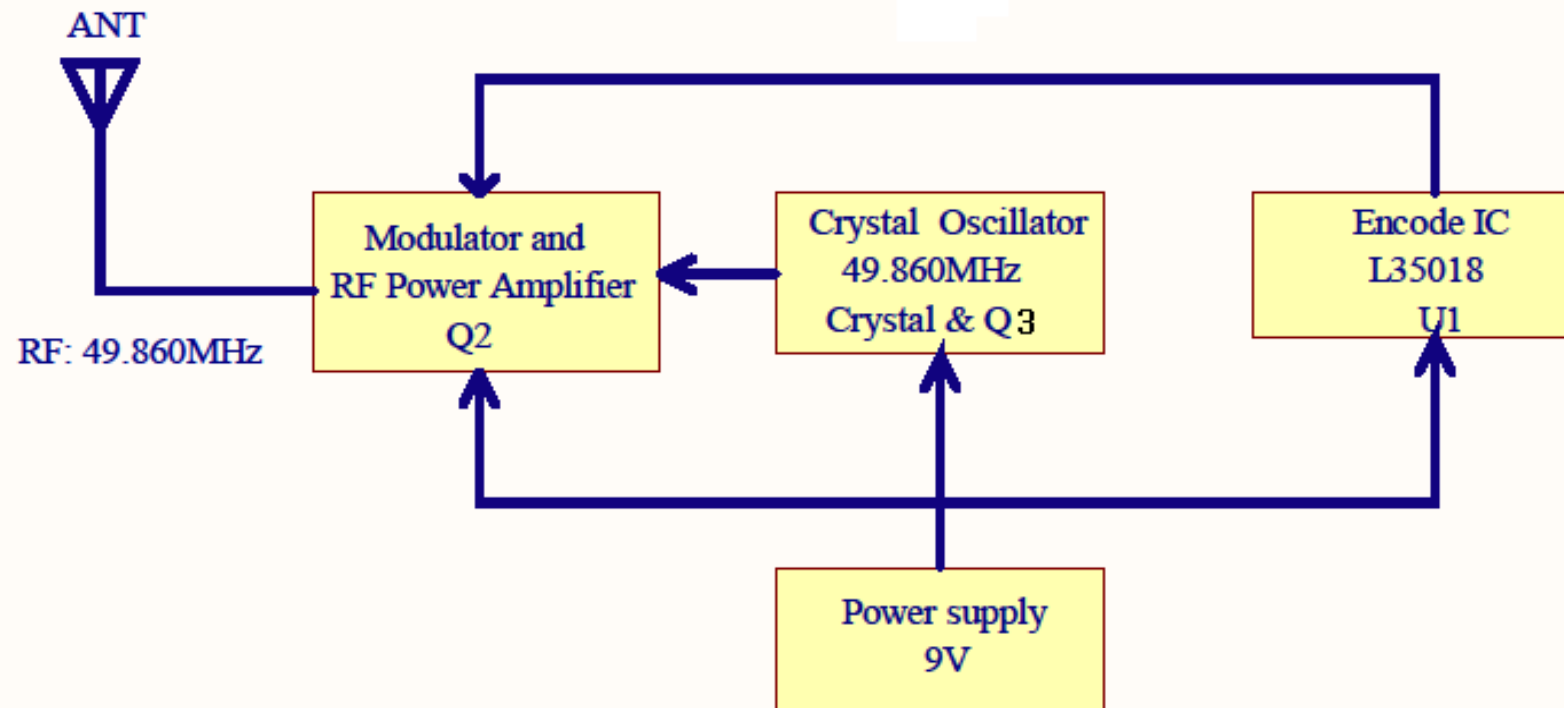 ANT
Modulator and
RF Power Amplifier
Q2
Crystal Oscillator
49.860MHz
Crystal & Q3
Encode IC
L35018
U1
RF: 49.860MHz
Power supply
9V